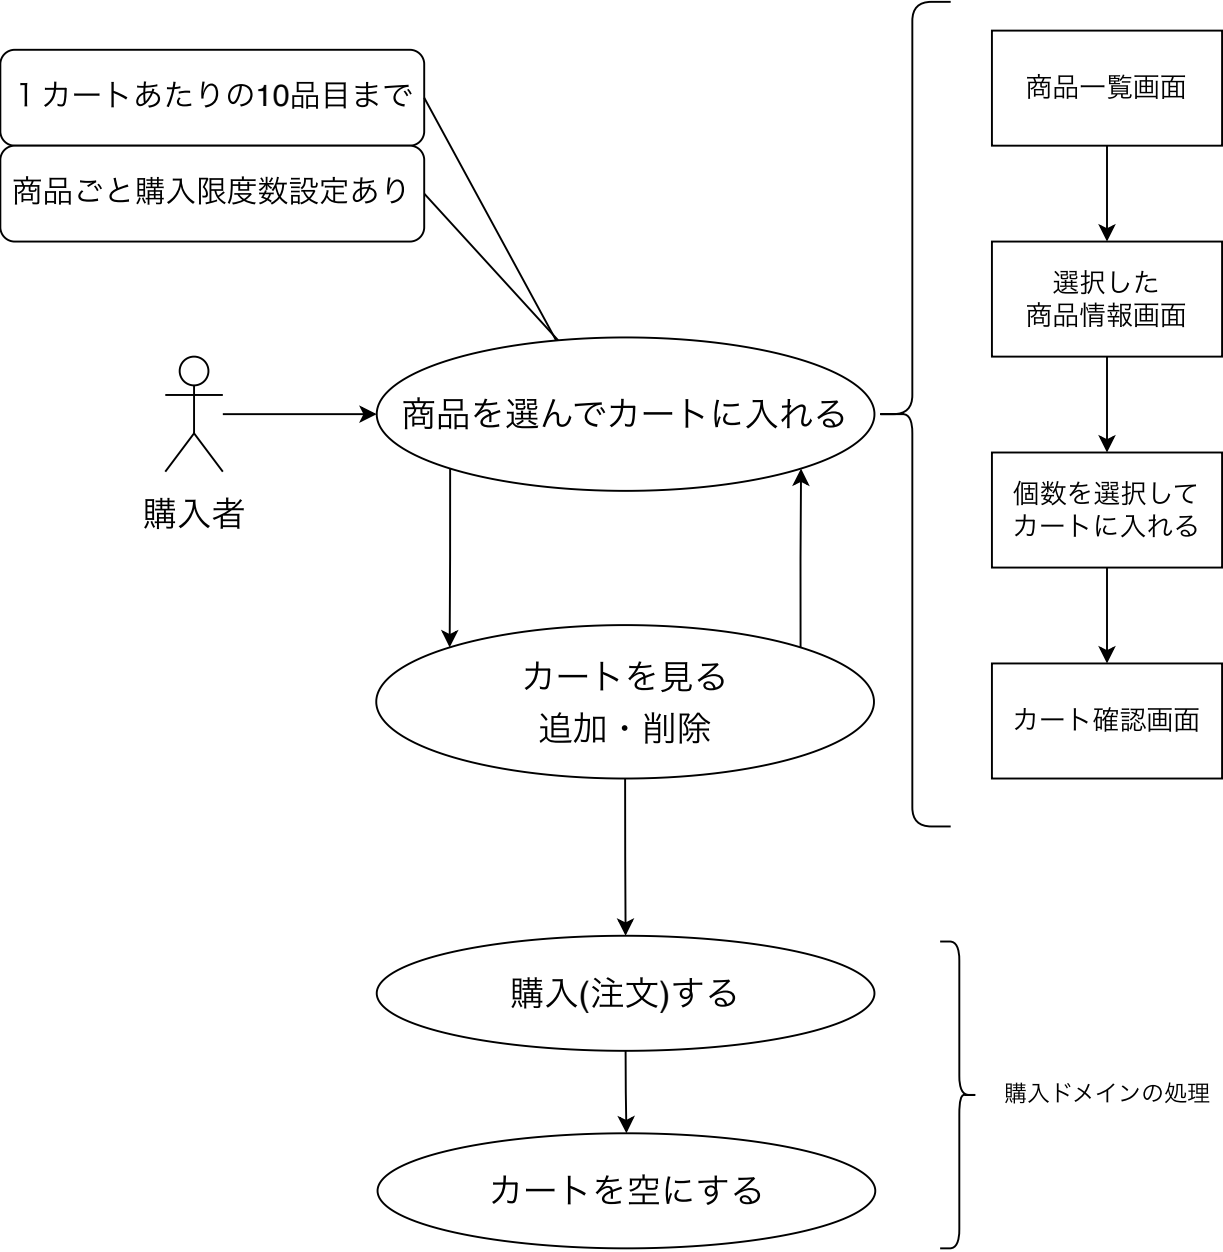 １カートあたりの10品目まで
商品ごと購入限度数設定あり
購入者
商品を選んでカートに入れる
カートを見る
追加・削除
購入(注文)する
カートを空にする
商品一覧画面
選択した
商品情報画面
個数を選択して
カートに入れる
カート確認画面
購入ドメインの処理